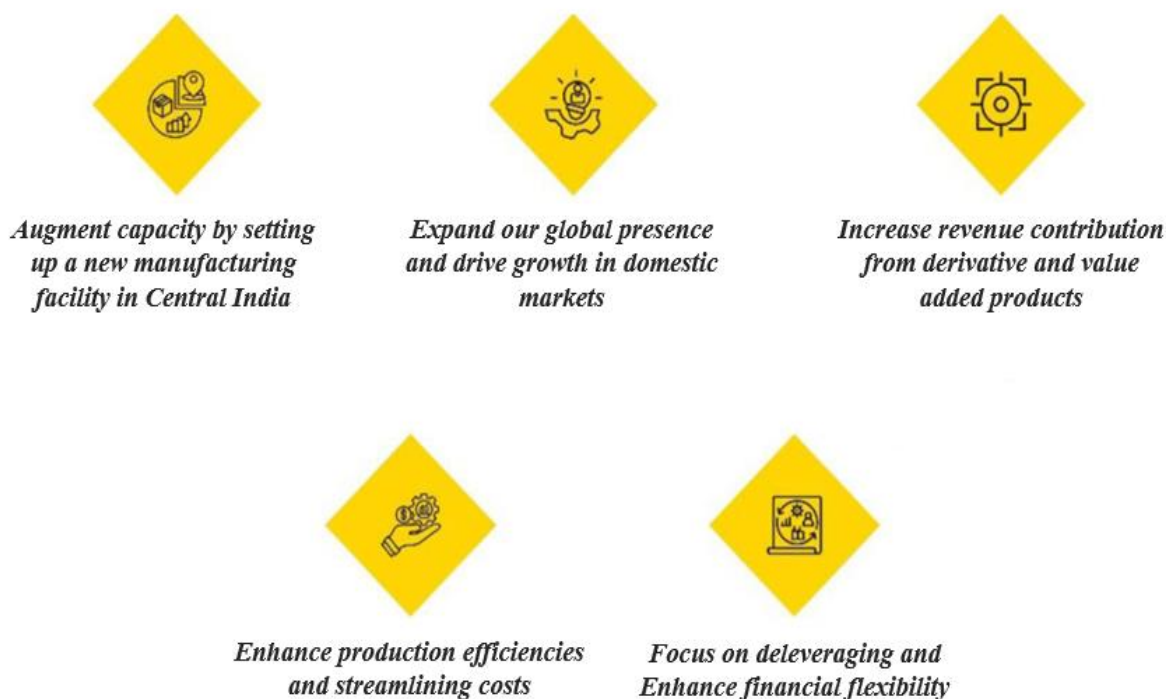 Augment capacity by setting
up a new manufacturing
facility in Central India
Expand our global presence
and drive growth in domestic
markets
Increase revenue contribution
from derivative and value
added products
Enhance production efficiencies
and streamlining costs
Focus on deleveraging and
Enhance financial flexibility